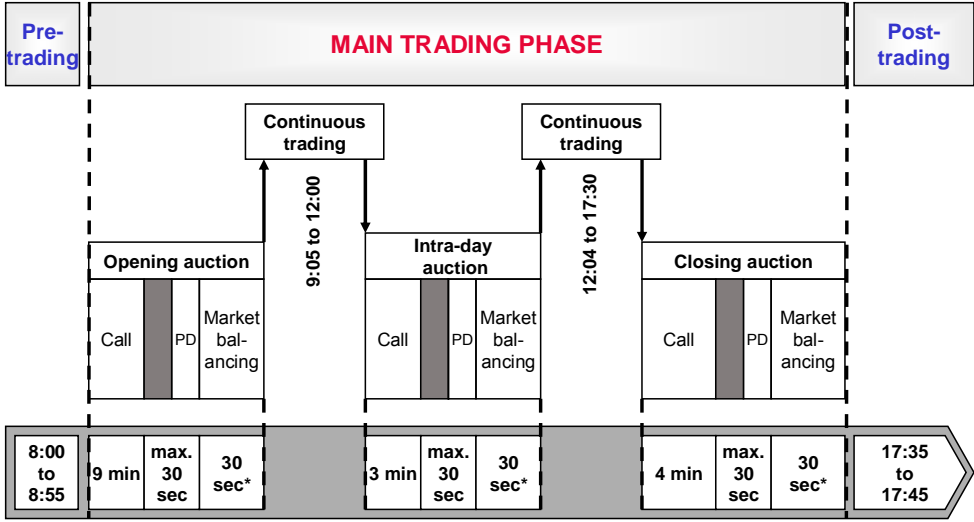 Pre-
trading
MAIN TRADING PHASE
Post-
trading
Continuous
trading
Continuous
trading
9:05 to 12:00
12:04 to 17:30
Opening auction
Intra-day
auction
Closing auction
Call
PD
Market
bal-
ancing
Call
PD
Market
bal-
ancing
Call
PD
Market
bal-
ancing
8:00
to
8:55
9 min
max.
30
sec
30
sec*
3 min
max.
30
sec
30
sec*
4 min
max.
30
sec
30
sec*
17:35
to
17:45